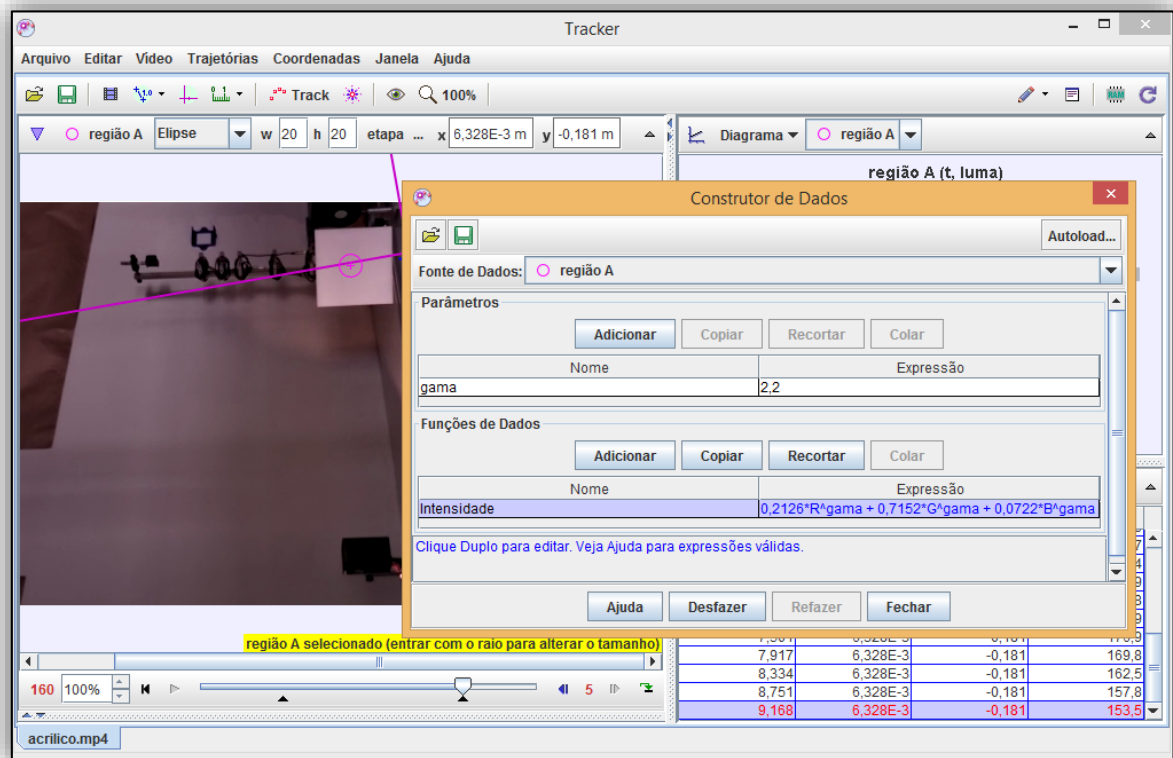 Tracker
Arquivo Editar Vídeo Trajetórias Coordenadas Janela Ajuda
Track 100%
região A Elipse w 20 h 20 etapa ... x 6,328E-3 m y -0,181 m
Diagrama região A
região A (t, luma)
Construtor de Dados
Autoload...
Fonte de Dados: região A
Parâmetros
Adicionar Copiar Recortar Colar
Nome Expressão
gama 2,2
Funções de Dados
Adicionar Copiar Recortar Colar
Nome Expressão
Intensidade 0,2126*R^gama + 0,7152*G^gama + 0,0722*B^gama
Clique Duplo para editar. Veja Ajuda para expressões válidas.
Ajuda Desfazer Refazer Fechar
região A selecionado (entrar com o raio para alterar o tamanho)
7,917 6,328E-3 -0,181 169,8
8,334 6,328E-3 -0,181 162,5
8,751 6,328E-3 -0,181 157,8
9,168 6,328E-3 -0,181 153,5
160 100% 5
acrilico.mp4